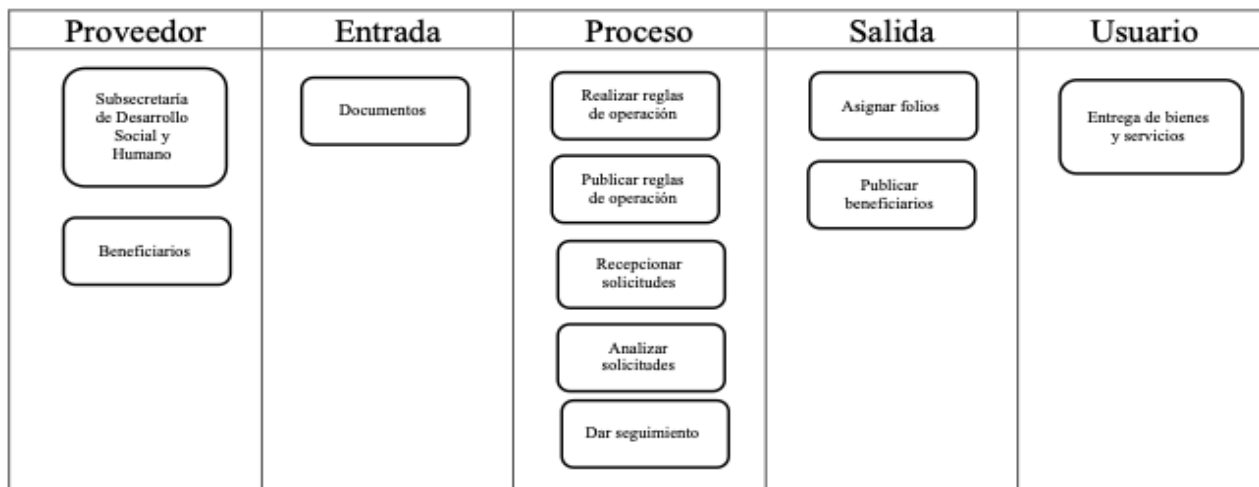 Proveedor
Entrada
Proceso
Salida
Usuario
Subsecretaría
de Desarrollo
Social y
Humano
Beneficiarios
Documentos
Realizar reglas
de operación
Publicar reglas
de operación
Recepcionar
solicitudes
Analizar
solicitudes
Dar seguimiento
Asignar folios
Publicar
beneficiarios
Entrega de bienes
y servicios